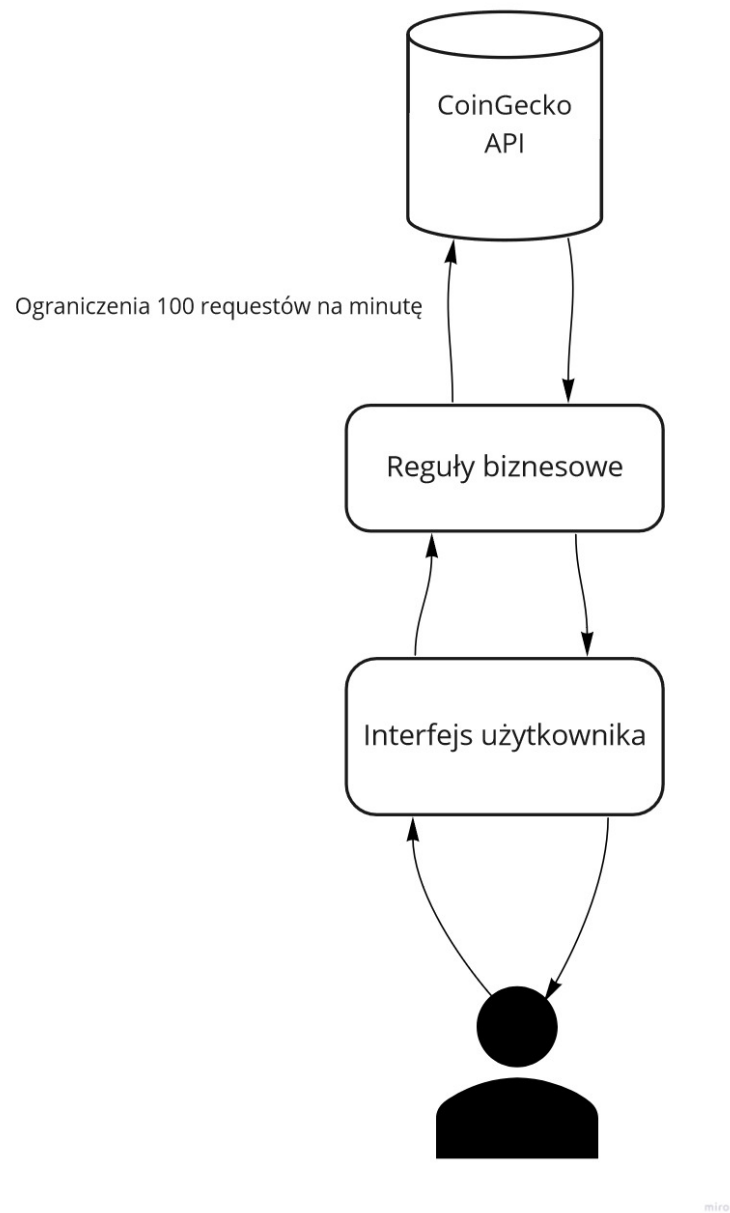 CoinGecko
API
Ograniczenia 100 requestów na minutę
Reguły biznesowe
Interfejs użytkownika
miro